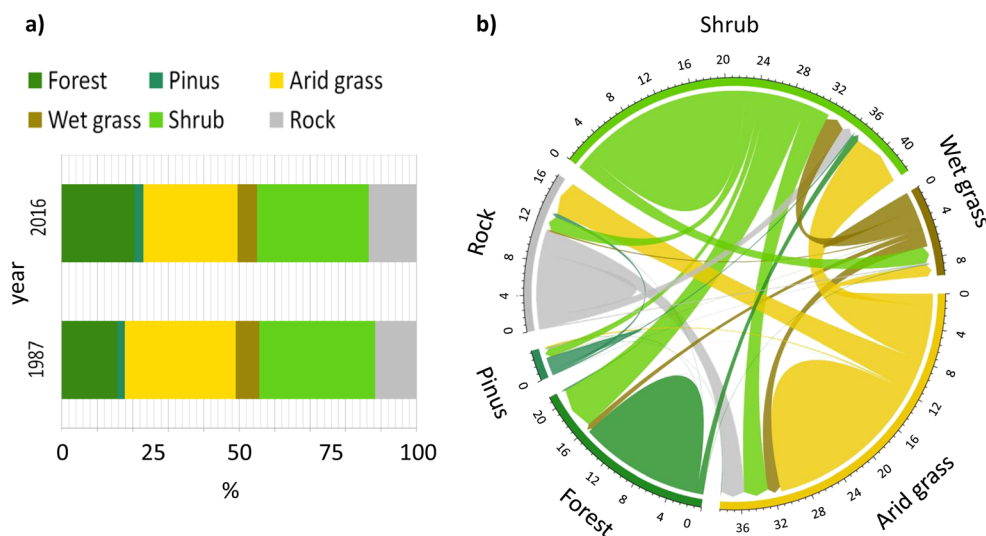 a)
Forest Pinus Arid grass
Wet grass Shrub Rock
2016
1987
year
0 25 50 75 100
%
b)
Shrub
0 4 8 12 16 20 24 28 32 36 40
Wet grass
0 4 8
Arid grass
0 4 8 12 16 20 24 28 32 36
Forest
0 4 8 12 16 20
Pinus
0
Rock
0 4 8 12 16